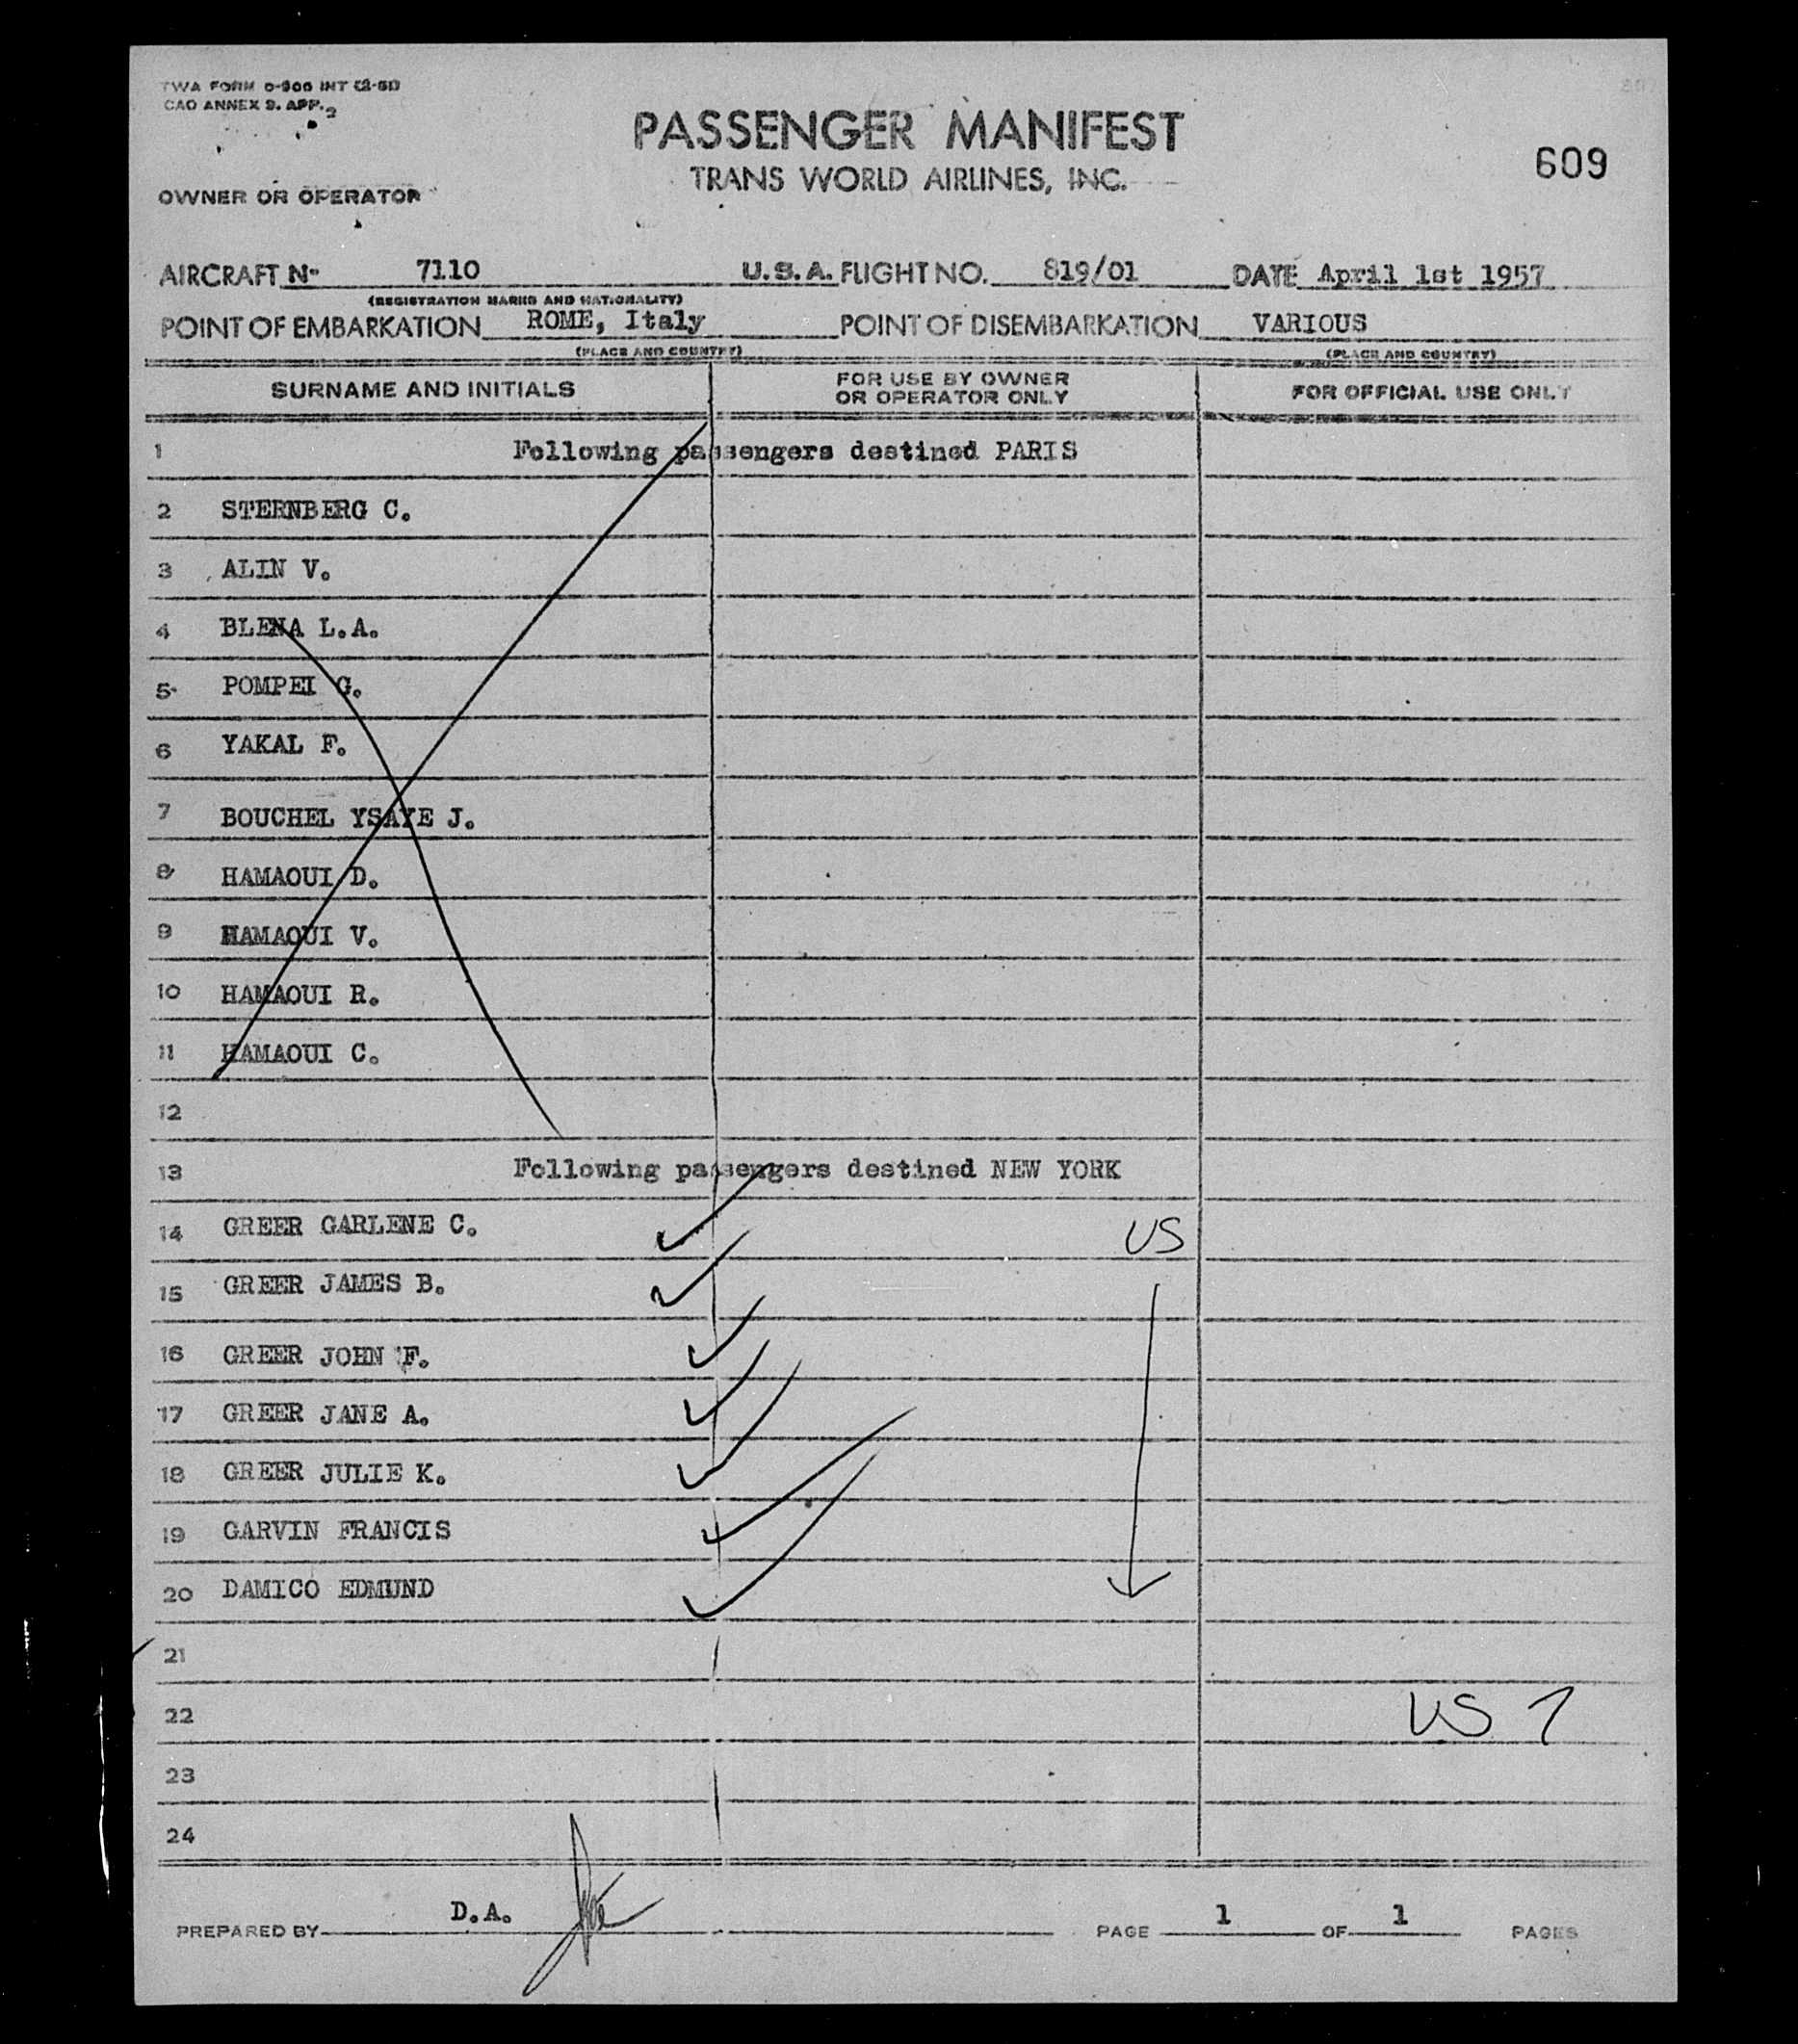 TWA FORM O-900 INT (2-51)
CAO ANNEX 9. APP. 2
PASSENGER MANIFEST
TRANS WORLD AIRLINES, INC.
609
OWNER OR OPERATOR
AIRCRAFT N- 7110 U.S.A. FLIGHT NO. 819/01 DATE April 1st 1957
(REGISTRATION MARKS AND NATIONALITY)
POINT OF EMBARKATION ROME, Italy POINT OF DISEMBARKATION VARIOUS
(PLACE AND COUNTRY) (PLACE AND COUNTRY)
SURNAME AND INITIALS FOR USE BY OWNER OR OPERATOR ONLY FOR OFFICIAL USE ONLY
1 Following passengers destined PARIS
2 STERNBERG C.
3 ALIN V.
4 BLENA L.A.
5 POMPEI G.
6 YAKAL F.
7 BOUCHEL YSAYE J.
8 HAMAOUI D.
9 HAMAOUI V.
10 HAMAOUI R.
11 HAMAOUI C.
12
13 Following passengers destined NEW YORK
14 GREER GARLENE C. US
15 GREER JAMES B.
16 GREER JOHN F.
17 GREER JANE A.
18 GREER JULIE K.
19 GARVIN FRANCIS
20 DAMICO EDMUND
21
22 US 7
23
24
PREPARED BY D.A. PAGE 1 OF 1 PAGES